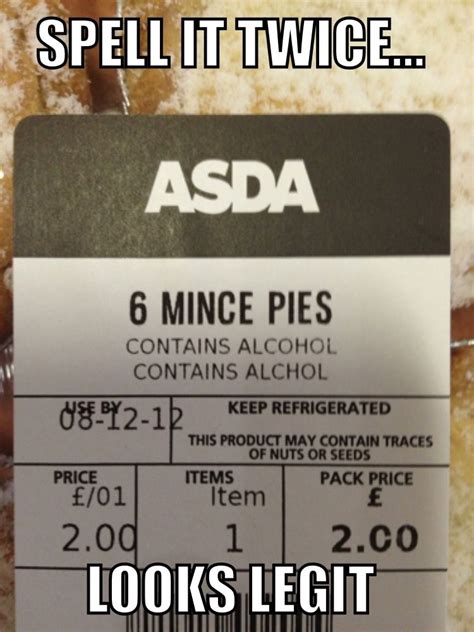 SPELL IT TWICE...
ASDA
6 MINCE PIES
CONTAINS ALCOHOL
CONTAINS ALCHOL
USE BY
08-12-12
KEEP REFRIGERATED
THIS PRODUCT MAY CONTAIN TRACES
OF NUTS OR SEEDS
PRICE ITEMS PACK PRICE
£/01 Item £
2.00 1 2.00
LOOKS LEGIT